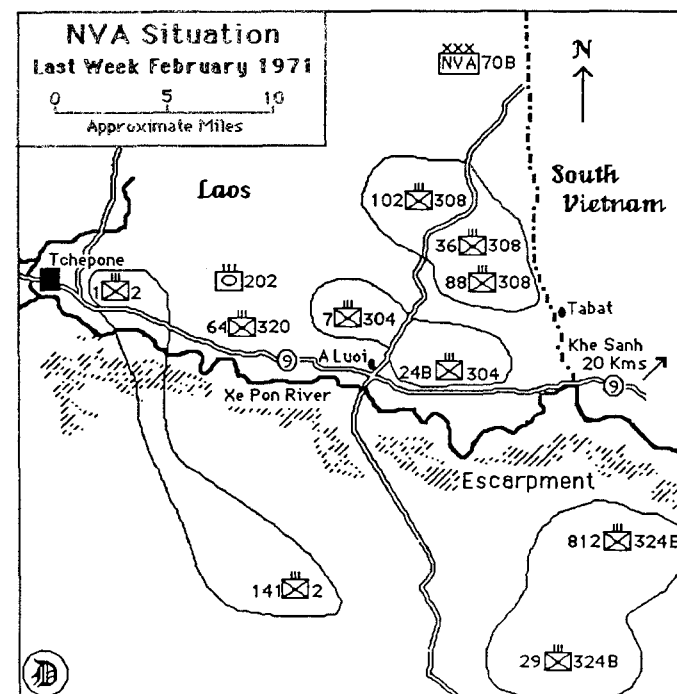 NVA Situation
Last Week February 1971
0 5 10
Approximate Miles
XXX
NVA 70B
N
Laos
South
Vietnam
102 308
36 308
88 308
Tchepone
1 2
202
64 320
7 304
Tabat
A Luoi
Khe Sanh
20 Kms
24B 304
9
9
Xe Pon River
Escarpment
812 324B
141 2
29 324B
D